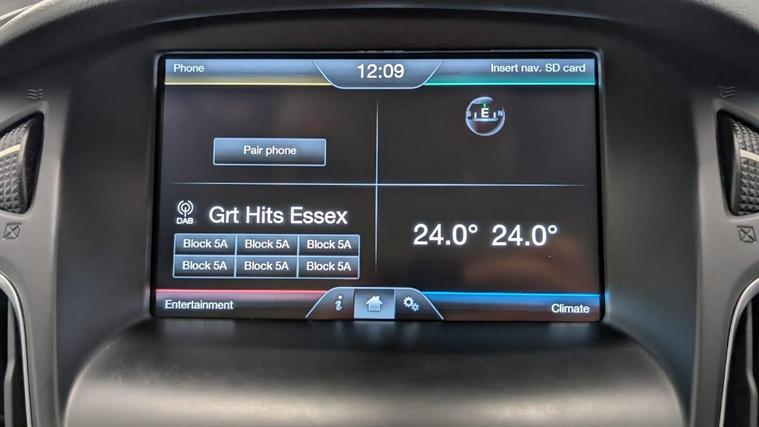 Phone
12:09
Insert nav. SD card
Pair phone
S E N
DAB
Grt Hits Essex
Block 5A Block 5A Block 5A
Block 5A Block 5A Block 5A
24.0° 24.0°
Entertainment
i
Climate